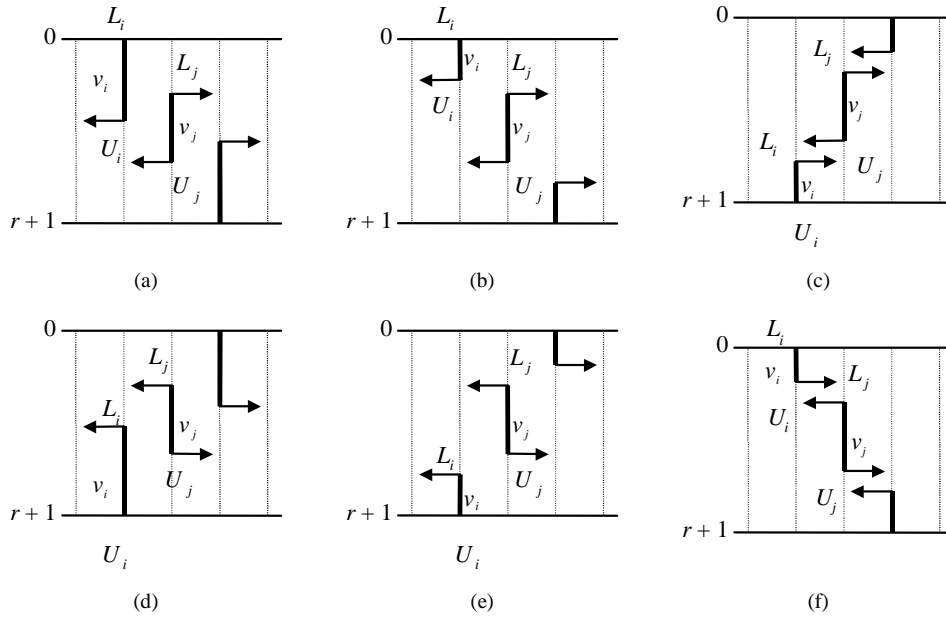 L_i
0
v_i
L_j
U_i
v_j
U_j
r + 1
(a)
L_i
0
v_i
L_j
U_i
v_j
U_j
r + 1
(b)
0
L_j
v_j
L_i
U_j
v_i
r + 1
U_i
(c)
0
L_j
L_i
v_j
U_j
v_i
r + 1
U_i
(d)
0
L_j
v_j
L_i
U_j
v_i
r + 1
U_i
(e)
L_i
0
v_i
L_j
U_i
v_j
U_j
r + 1
(f)